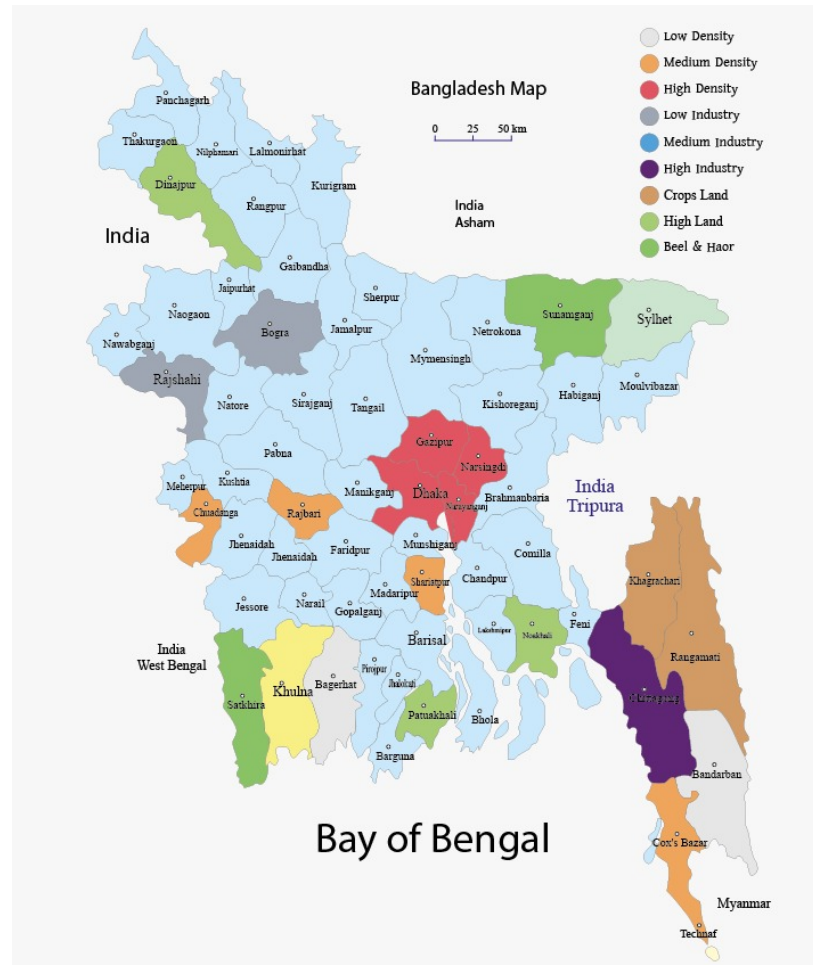 Bangladesh Map
0 25 50 km
Low Density
Medium Density
High Density
Low Industry
Medium Industry
High Industry
Crops Land
High Land
Beel & Haor
India
Asham
India
Panchagarh
Thakurgaon
Nilphamari
Lalmonirhat
Dinajpur
Kurigram
Rangpur
Gaibandha
Jaipurhat
Sherpur
Naogaon
Jamalpur
Bogra
Netrokona
Sunamganj
Sylhet
Nawabganj
Mymensingh
Rajshahi
Moulvibazar
Natore
Sirajganj
Tangail
Kishoreganj
Habiganj
Gazipur
Pabna
Narsingdi
Meherpur
Kushtia
Manikganj
Dhaka
Brahmanbaria
India
Tripura
Chuadanga
Rajbari
Narayanganj
Jhenaidah
Jhenaidah
Faridpur
Munshiganj
Comilla
Shariatpur
Chandpur
Khagrachari
Madaripur
Jessore
Narail
Gopalganj
Lakshmipur
Noakhali
Feni
Barisal
India
West Bengal
Rangamati
Pirojpur
Jhalokati
Satkhira
Khulna
Bagerhat
Patuakhali
Bhola
Chittagong
Barguna
Bandarban
Bay of Bengal
Cox's Bazar
Myanmar
Technaf